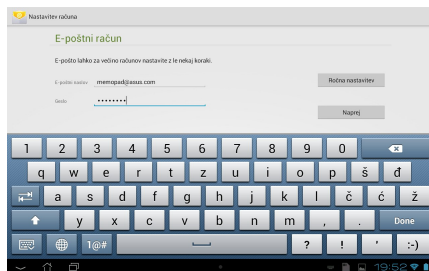 Nastavitev računa
E-poštni račun
E-pošto lahko za večino računov nastavite z le nekaj koraki.
E-poštni naslov memopad@asus.com
Ročna nastavitev
Geslo ••••••••
Naprej
1 2 3 4 5 6 7 8 9 0
q w e r t z u i o p š đ
a s d f g h j k l č ć ž
y x c v b n m , . Done
1@# ? ! ' :-)
19:52